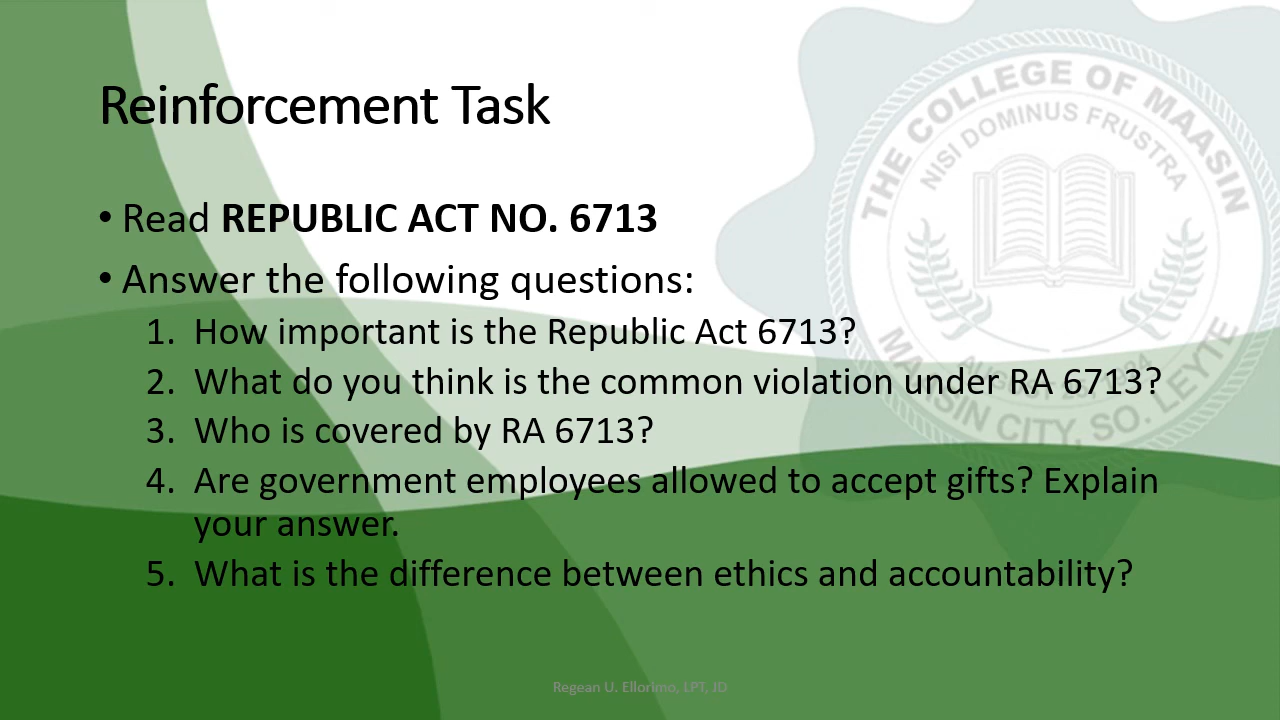 Reinforcement Task
THE COLLEGE OF MAASIN
NISI DOMINUS FRUSTRA
• Read REPUBLIC ACT NO. 6713
• Answer the following questions:
1. How important is the Republic Act 6713?
2. What do you think is the common violation under RA 6713?
3. Who is covered by RA 6713?
4. Are government employees allowed to accept gifts? Explain
your answer.
5. What is the difference between ethics and accountability?
MAASIN CITY, SO. LEYTE
Regean U. Ellorimo, LPT, JD